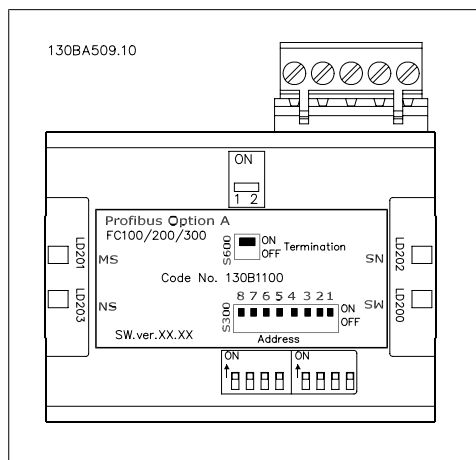 130BA509.10
ON
1 2
Profibus Option A
FC100/200/300
S600
ON
OFF
Termination
LD201
MS
SN
LD202
Code No. 130B1100
8 7 6 5 4 3 2 1
LD203
NS
S300
ON
OFF
SW
LD200
SW.ver.XX.XX
Address
ON
ON